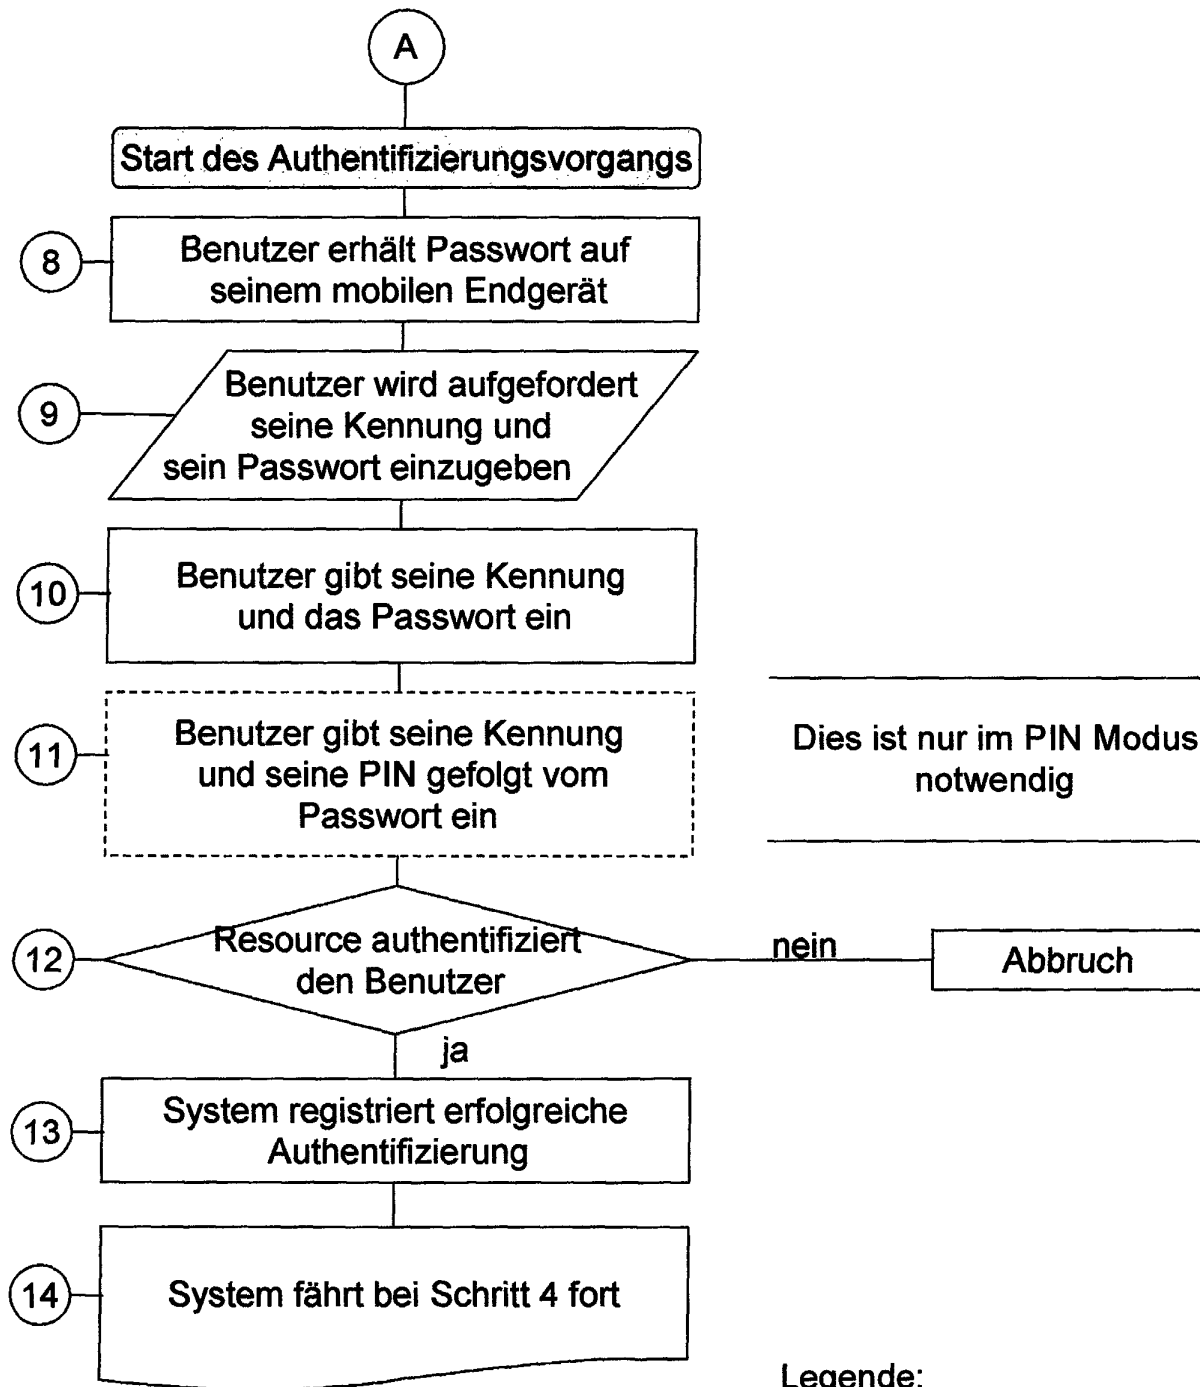 A
Start des Authentifizierungsvorgangs
8
Benutzer erhält Passwort auf
seinem mobilen Endgerät
9
Benutzer wird aufgefordert
seine Kennung und
sein Passwort einzugeben
10
Benutzer gibt seine Kennung
und das Passwort ein
11
Benutzer gibt seine Kennung
und seine PIN gefolgt vom
Passwort ein
Dies ist nur im PIN Modus
notwendig
12
Resource authentifiziert
den Benutzer
nein
Abbruch
ja
13
System registriert erfolgreiche
Authentifizierung
14
System fährt bei Schritt 4 fort
Legende: